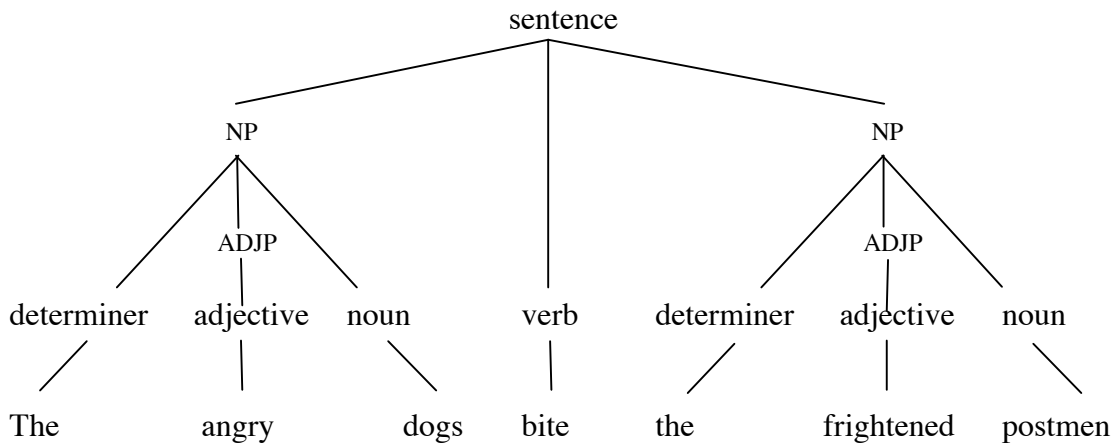 sentence
NP NP
ADJP ADJP
determiner adjective noun verb determiner adjective noun
The angry dogs bite the frightened postmen